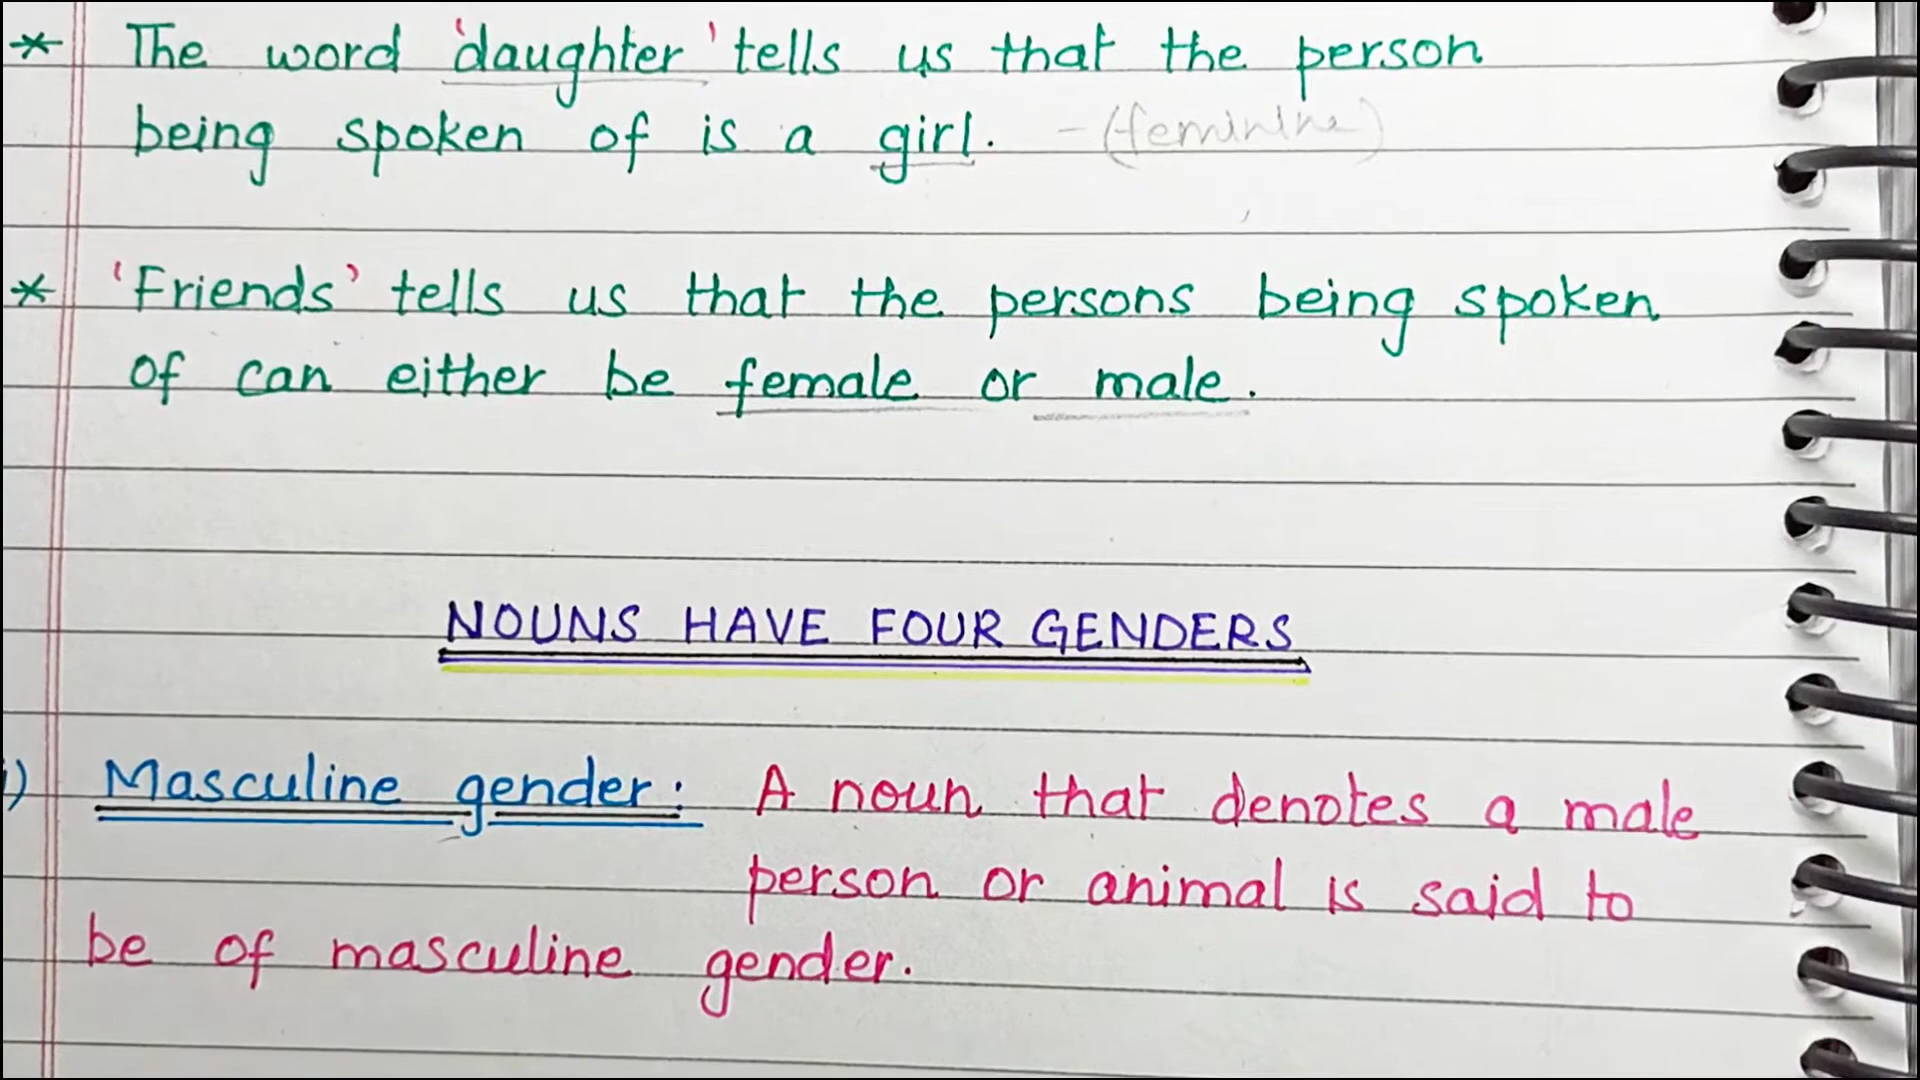 * The word 'daughter' tells us that the person
being spoken of is a girl. - (feminine)
* 'Friends' tells us that the persons being spoken
of can either be female or male.
NOUNS HAVE FOUR GENDERS
i) Masculine gender: A noun that denotes a male
person or animal is said to
be of masculine gender.